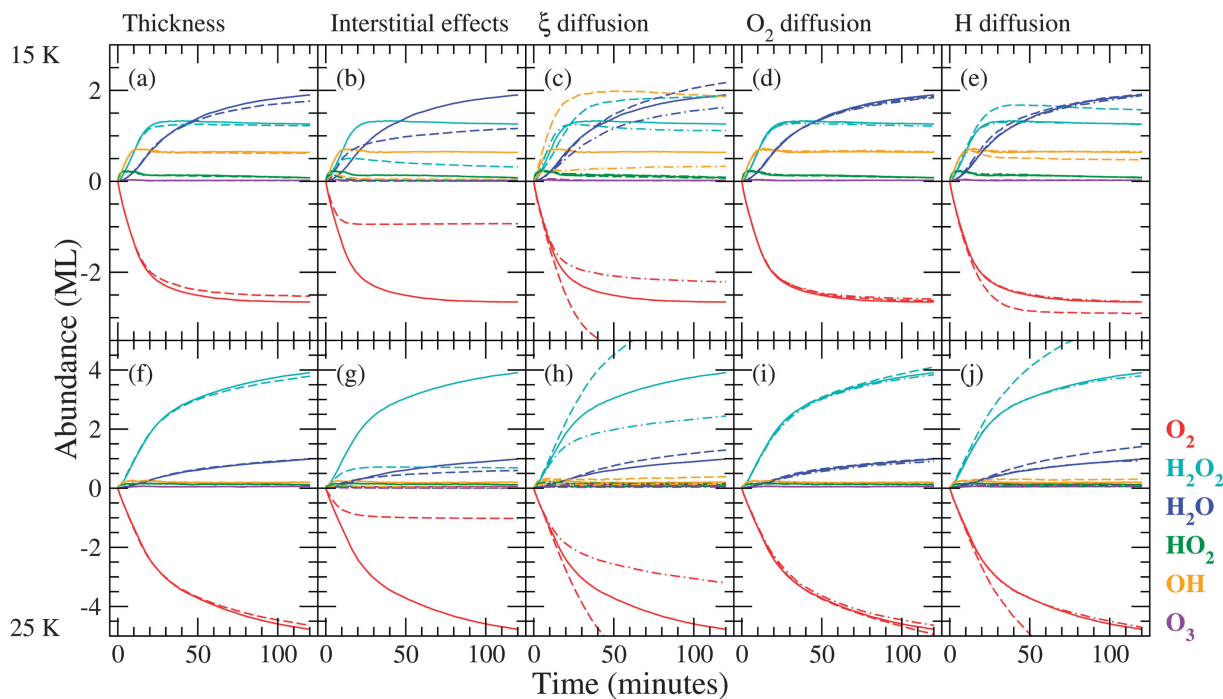 Thickness
Interstitial effects
ξ diffusion
O₂ diffusion
H diffusion
15 K
(a)
(b)
(c)
(d)
(e)
2
0
-2
(f)
(g)
(h)
(i)
(j)
4
2
0
-2
-4
25 K
Abundance (ML)
O₂
H₂O₂
H₂O
HO₂
OH
O₃
0 50 100 0 50 100 0 50 100 0 50 100 0 50 100
Time (minutes)